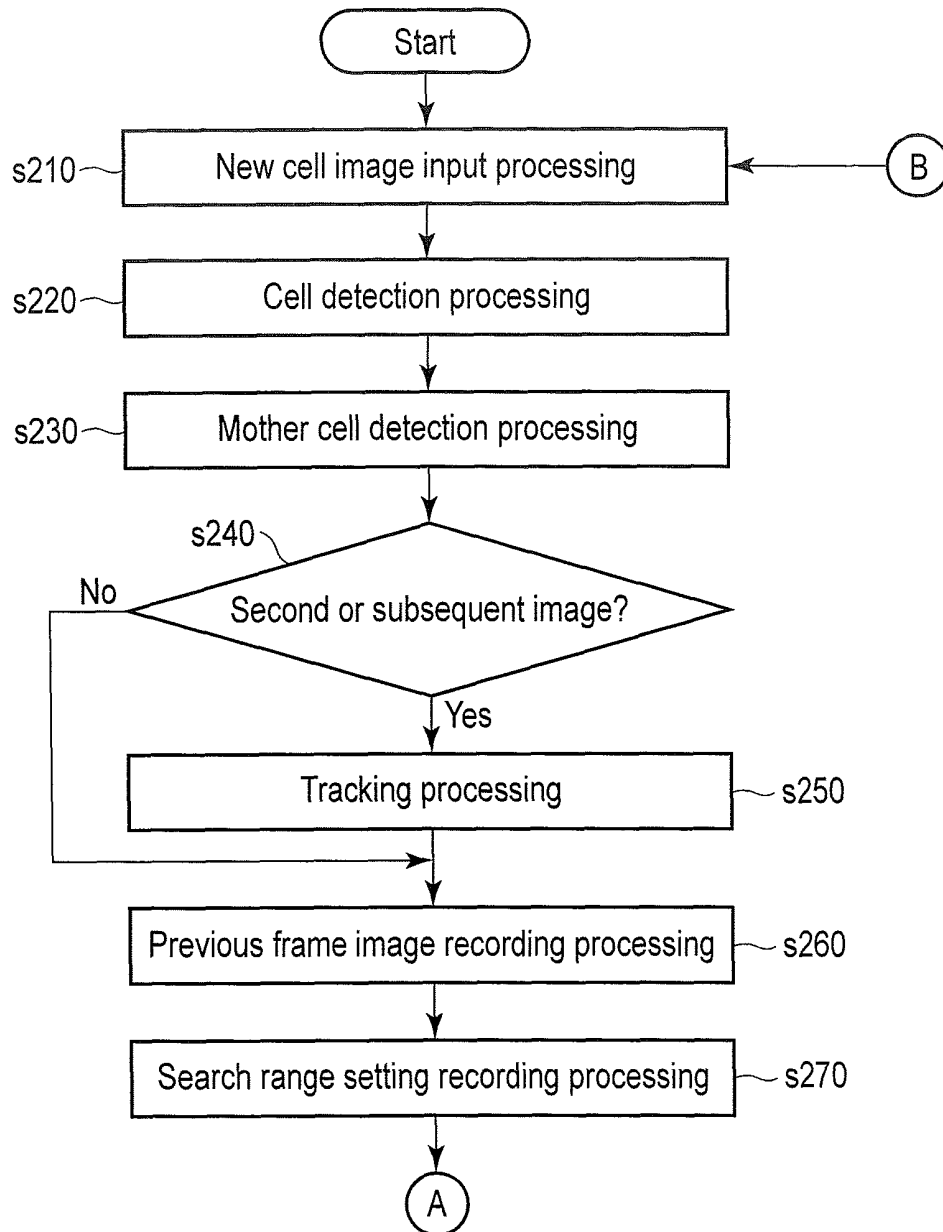 Start
s210
New cell image input processing
B
s220
Cell detection processing
s230
Mother cell detection processing
s240
No
Second or subsequent image?
Yes
Tracking processing
s250
Previous frame image recording processing
s260
Search range setting recording processing
s270
A